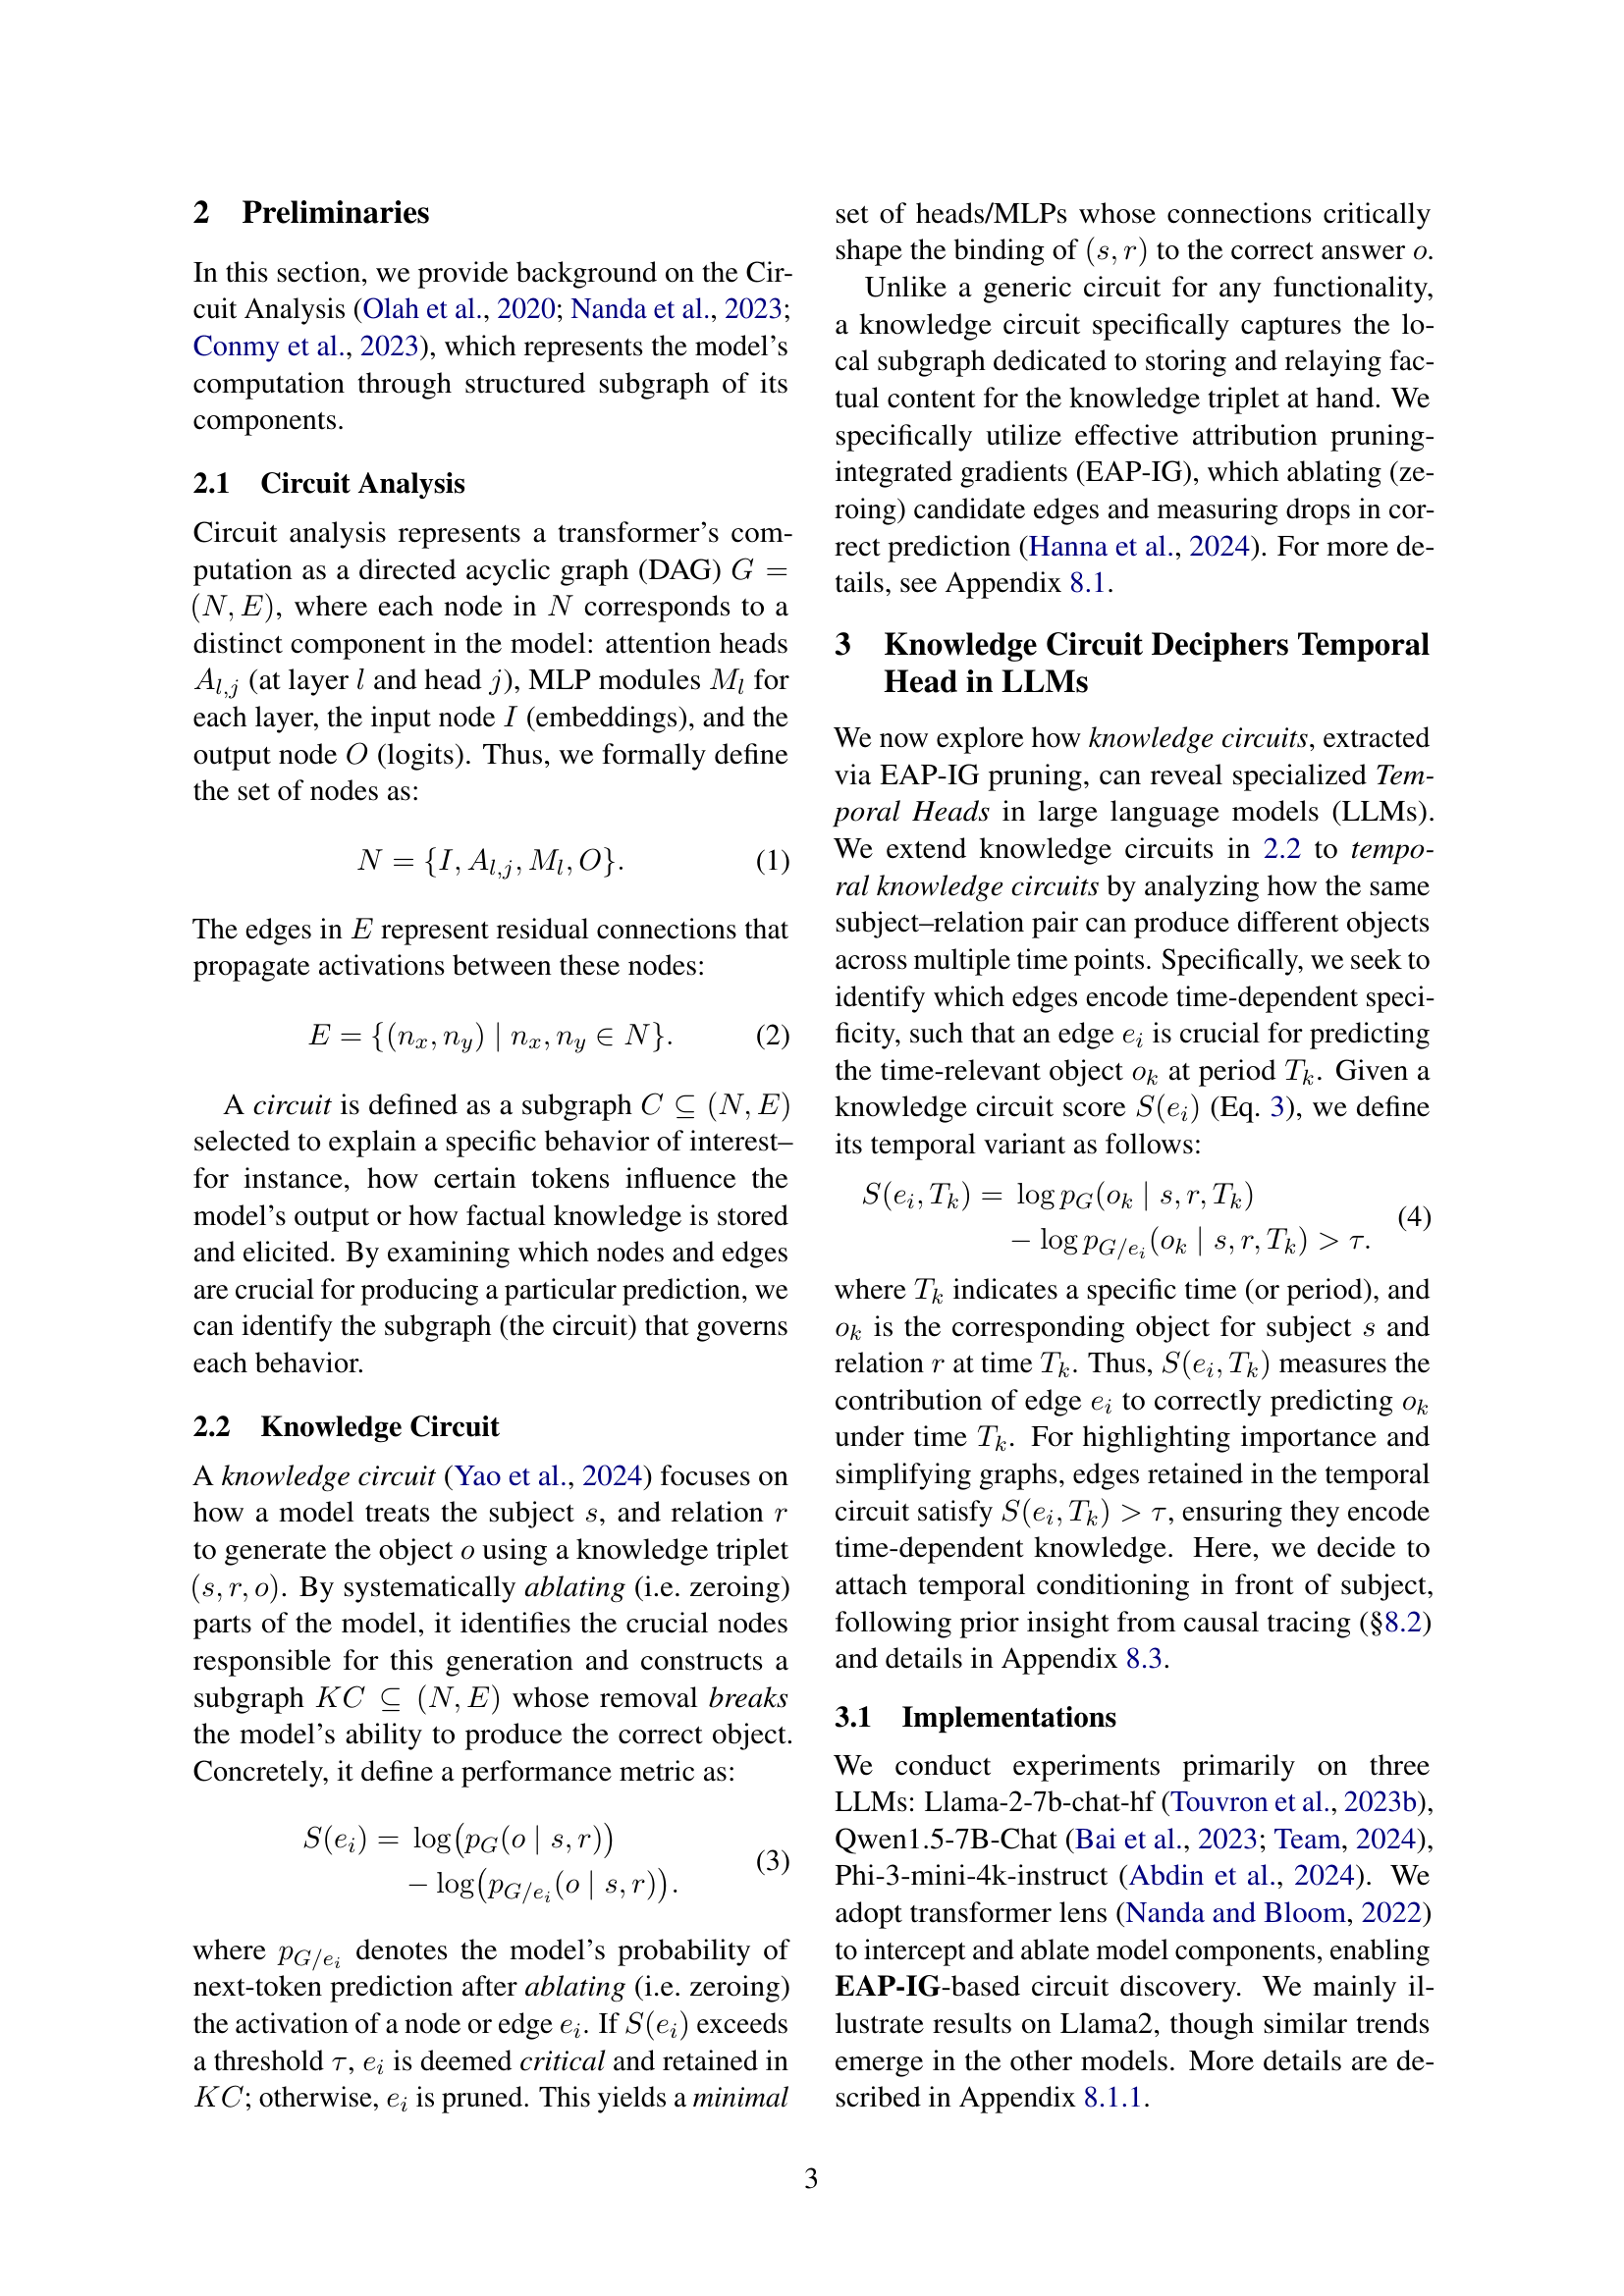 2 Preliminaries
In this section, we provide background on the Cir-
cuit Analysis (Olah et al., 2020; Nanda et al., 2023;
Conmy et al., 2023), which represents the model's
computation through structured subgraph of its
components.
2.1 Circuit Analysis
Circuit analysis represents a transformer's com-
putation as a directed acyclic graph (DAG) G =
(N, E), where each node in N corresponds to a
distinct component in the model: attention heads
A_{l,j} (at layer l and head j), MLP modules M_l for
each layer, the input node I (embeddings), and the
output node O (logits). Thus, we formally define
the set of nodes as:
N = {I, A_{l,j}, M_l, O}. (1)
The edges in E represent residual connections that
propagate activations between these nodes:
E = {(n_x, n_y) | n_x, n_y ∈ N}. (2)
A circuit is defined as a subgraph C ⊆ (N, E)
selected to explain a specific behavior of interest–
for instance, how certain tokens influence the
model's output or how factual knowledge is stored
and elicited. By examining which nodes and edges
are crucial for producing a particular prediction, we
can identify the subgraph (the circuit) that governs
each behavior.
2.2 Knowledge Circuit
A knowledge circuit (Yao et al., 2024) focuses on
how a model treats the subject s, and relation r
to generate the object o using a knowledge triplet
(s, r, o). By systematically ablating (i.e. zeroing)
parts of the model, it identifies the crucial nodes
responsible for this generation and constructs a
subgraph KC ⊆ (N, E) whose removal breaks
the model's ability to produce the correct object.
Concretely, it define a performance metric as:
S(e_i) = log(p_G(o | s, r))
− log(p_{G/e_i}(o | s, r)). (3)
where p_{G/e_i} denotes the model's probability of
next-token prediction after ablating (i.e. zeroing)
the activation of a node or edge e_i. If S(e_i) exceeds
a threshold τ, e_i is deemed critical and retained in
KC; otherwise, e_i is pruned. This yields a minimal
set of heads/MLPs whose connections critically
shape the binding of (s, r) to the correct answer o.
Unlike a generic circuit for any functionality,
a knowledge circuit specifically captures the lo-
cal subgraph dedicated to storing and relaying fac-
tual content for the knowledge triplet at hand. We
specifically utilize effective attribution pruning-
integrated gradients (EAP-IG), which ablating (ze-
roing) candidate edges and measuring drops in cor-
rect prediction (Hanna et al., 2024). For more de-
tails, see Appendix 8.1.
3 Knowledge Circuit Deciphers Temporal
Head in LLMs
We now explore how knowledge circuits, extracted
via EAP-IG pruning, can reveal specialized Tem-
poral Heads in large language models (LLMs).
We extend knowledge circuits in 2.2 to tempo-
ral knowledge circuits by analyzing how the same
subject–relation pair can produce different objects
across multiple time points. Specifically, we seek to
identify which edges encode time-dependent speci-
ficity, such that an edge e_i is crucial for predicting
the time-relevant object o_k at period T_k. Given a
knowledge circuit score S(e_i) (Eq. 3), we define
its temporal variant as follows:
S(e_i, T_k) = log p_G(o_k | s, r, T_k)
− log p_{G/e_i}(o_k | s, r, T_k) > τ. (4)
where T_k indicates a specific time (or period), and
o_k is the corresponding object for subject s and
relation r at time T_k. Thus, S(e_i, T_k) measures the
contribution of edge e_i to correctly predicting o_k
under time T_k. For highlighting importance and
simplifying graphs, edges retained in the temporal
circuit satisfy S(e_i, T_k) > τ, ensuring they encode
time-dependent knowledge. Here, we decide to
attach temporal conditioning in front of subject,
following prior insight from causal tracing (§8.2)
and details in Appendix 8.3.
3.1 Implementations
We conduct experiments primarily on three
LLMs: Llama-2-7b-chat-hf (Touvron et al., 2023b),
Qwen1.5-7B-Chat (Bai et al., 2023; Team, 2024),
Phi-3-mini-4k-instruct (Abdin et al., 2024). We
adopt transformer lens (Nanda and Bloom, 2022)
to intercept and ablate model components, enabling
EAP-IG-based circuit discovery. We mainly il-
lustrate results on Llama2, though similar trends
emerge in the other models. More details are de-
scribed in Appendix 8.1.1.
3